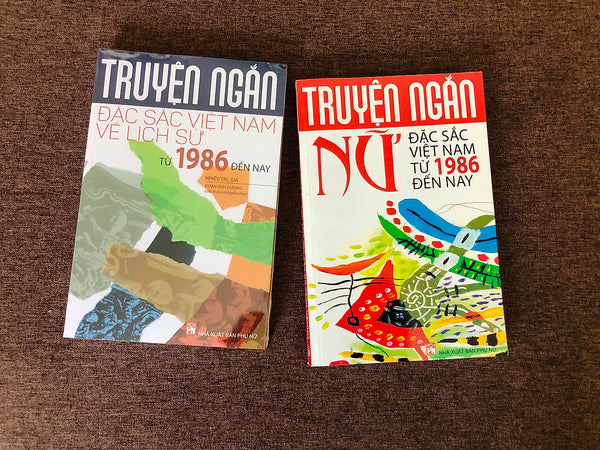 TRUYỆN NGẮN
ĐẶC SẮC VIỆT NAM
VỀ LỊCH SỬ
TỪ 1986 ĐẾN NAY
NHIỀU TÁC GIẢ
ĐOÀN ÁNH DƯƠNG
PN
NHÀ XUẤT BẢN PHỤ NỮ
TRUYỆN NGẮN
NỮ
ĐẶC SẮC
VIỆT NAM
TỪ 1986
ĐẾN NAY
PN
NHÀ XUẤT BẢN PHỤ NỮ